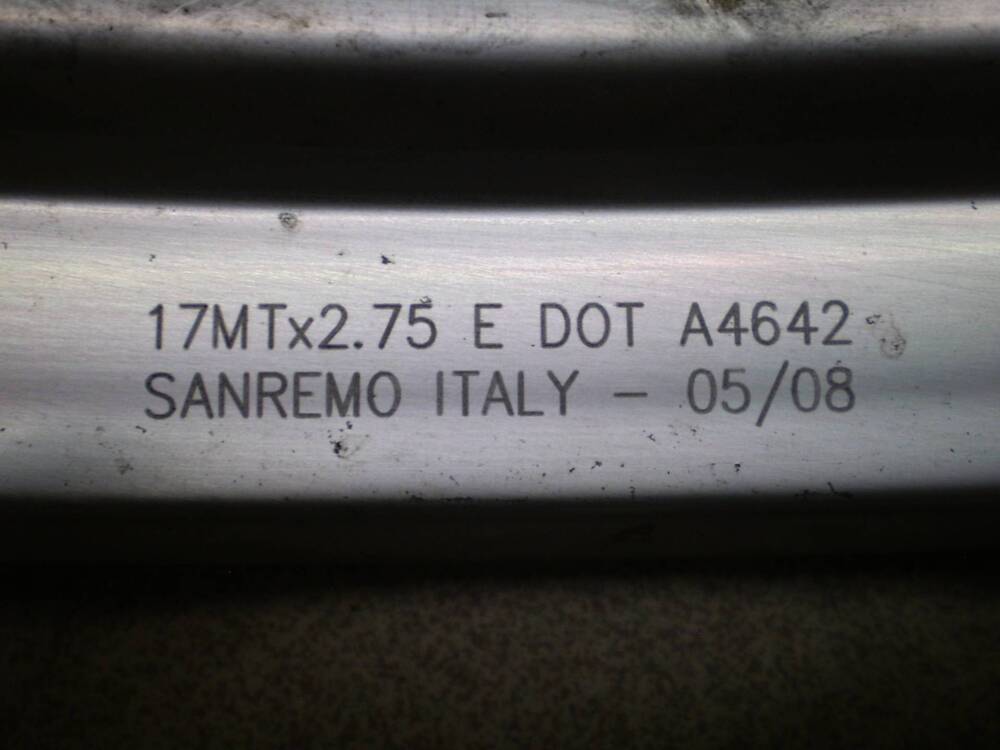 17MTx2.75 E DOT A4642
SANREMO ITALY - 05/08